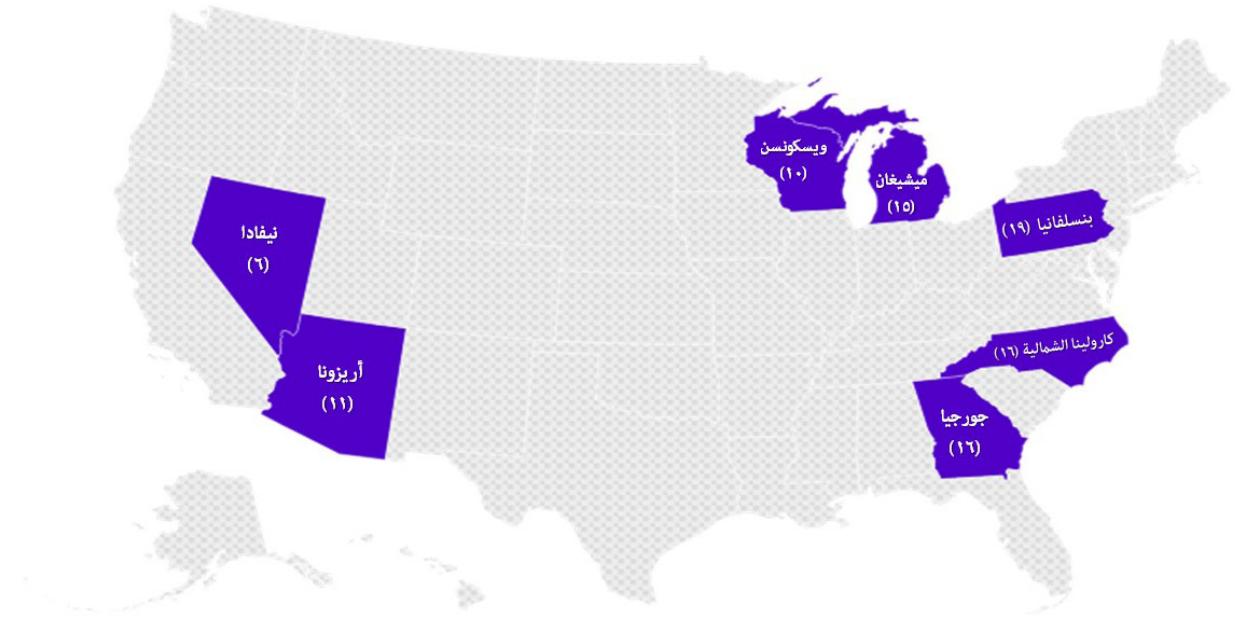 ويسكونسن
(١٠)
ميشيغان
(١٥)
بنسلفانيا (١٩)
نيفادا
(٦)
كارولينا الشمالية (١٦)
أريزونا
(١١)
جورجيا
(١٦)